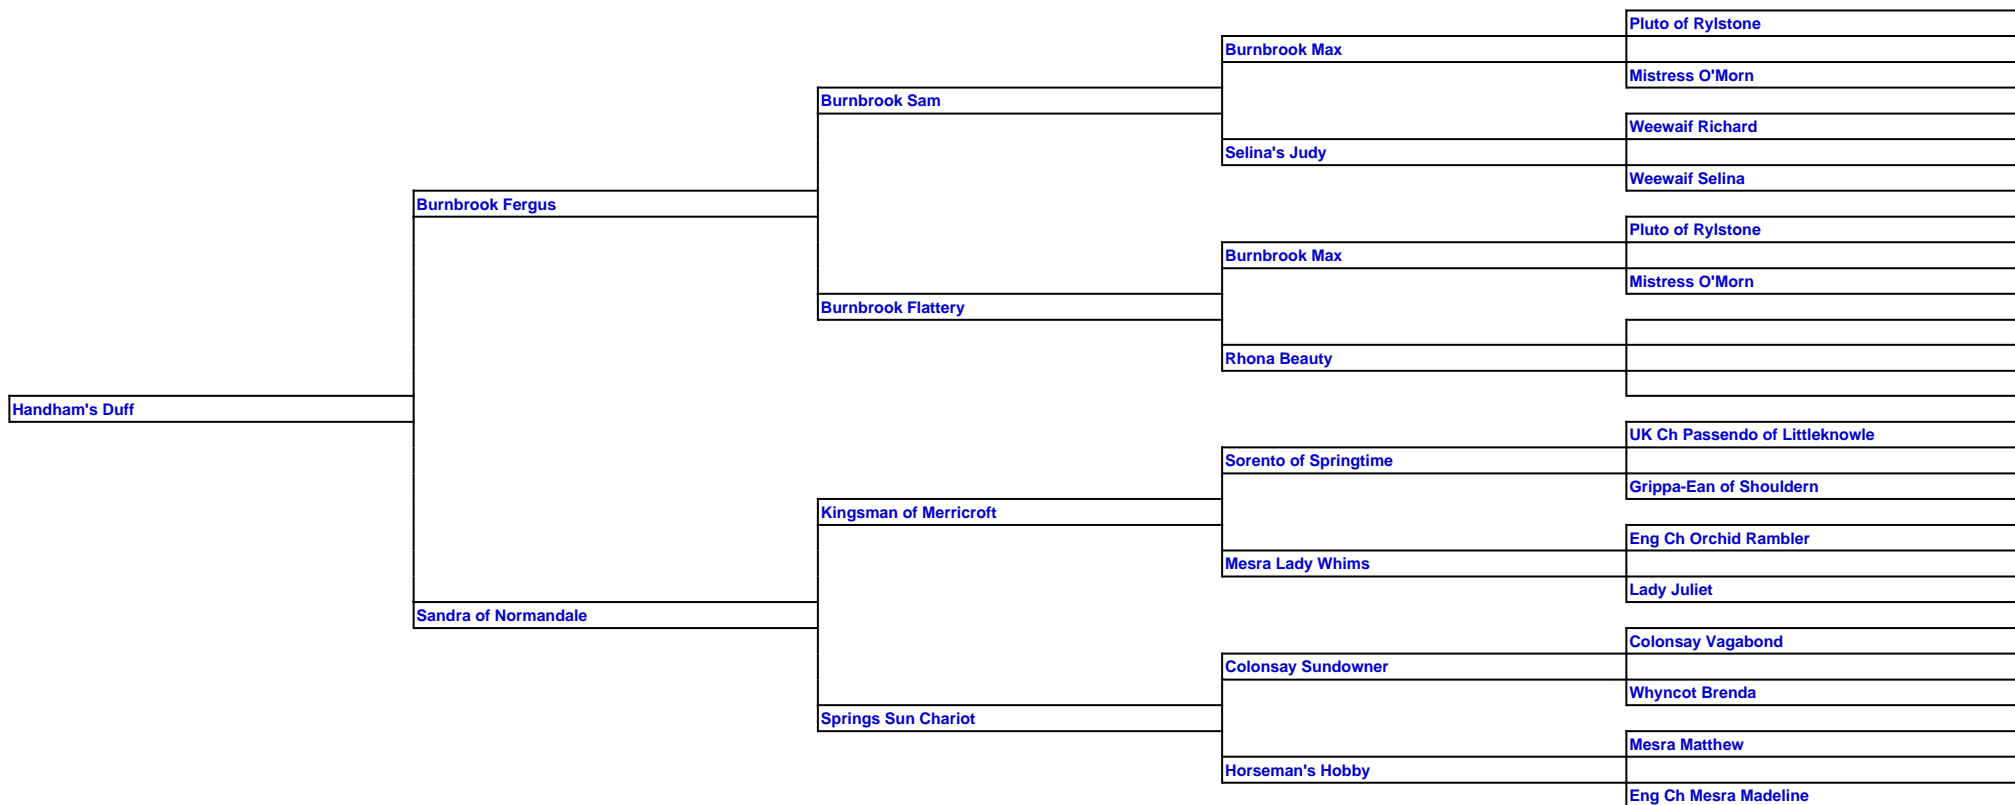 Pluto of Rylstone
Burnbrook Max
Mistress O'Morn
Burnbrook Sam
Weewaif Richard
Selina's Judy
Weewaif Selina
Burnbrook Fergus
Pluto of Rylstone
Burnbrook Max
Mistress O'Morn
Burnbrook Flattery
Rhona Beauty
Handham's Duff
UK Ch Passendo of Littleknowle
Sorento of Springtime
Grippa-Ean of Shouldern
Kingsman of Merricroft
Eng Ch Orchid Rambler
Mesra Lady Whims
Lady Juliet
Sandra of Normandale
Colonsay Vagabond
Colonsay Sundowner
Whyncot Brenda
Springs Sun Chariot
Mesra Matthew
Horseman's Hobby
Eng Ch Mesra Madeline